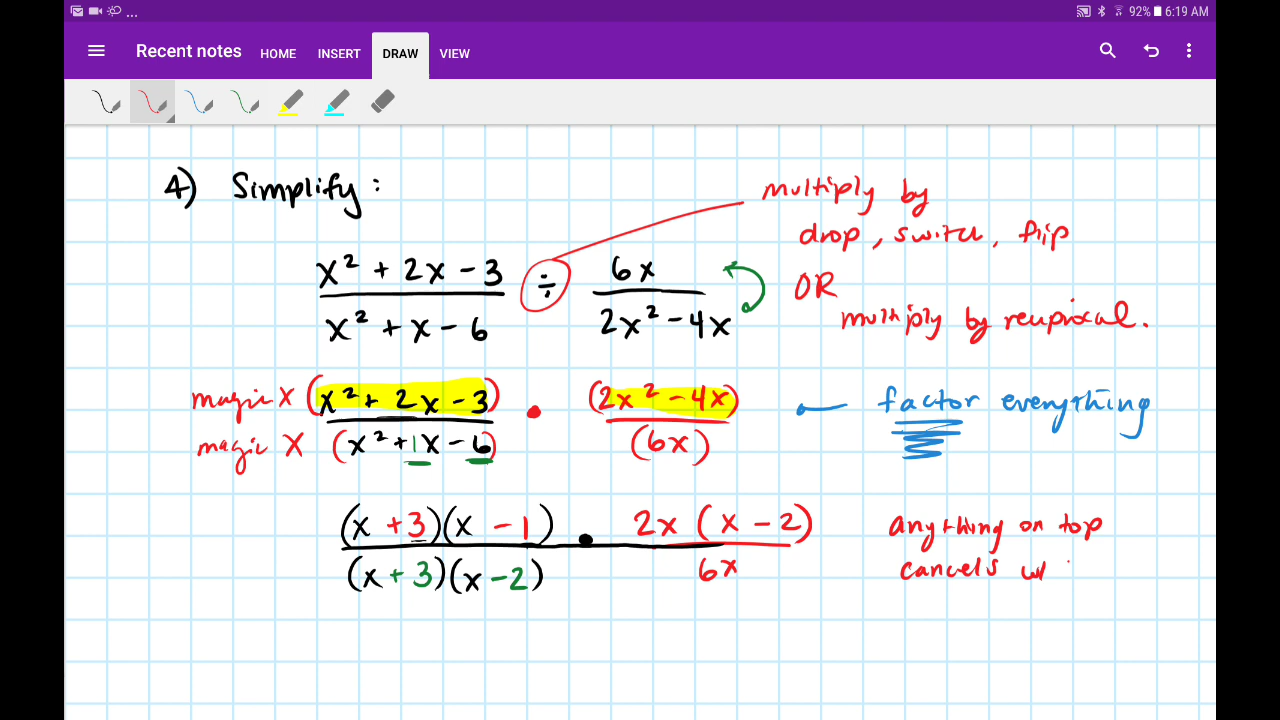 ... 92% 6:19 AM
Recent notes HOME INSERT DRAW VIEW
4) Simplify:
multiply by
drop, switch, flip
OR
multiply by reciprocal.
x² + 2x - 3 ÷ 6x
x² + x - 6 2x² - 4x
magic X (x² + 2x - 3) • (2x² - 4x) factor everything
magic X (x² + 1x - 6) (6x)
(x + 3)(x - 1) • 2x (x - 2)
(x + 3)(x - 2) 6x
anything on top
cancels w/